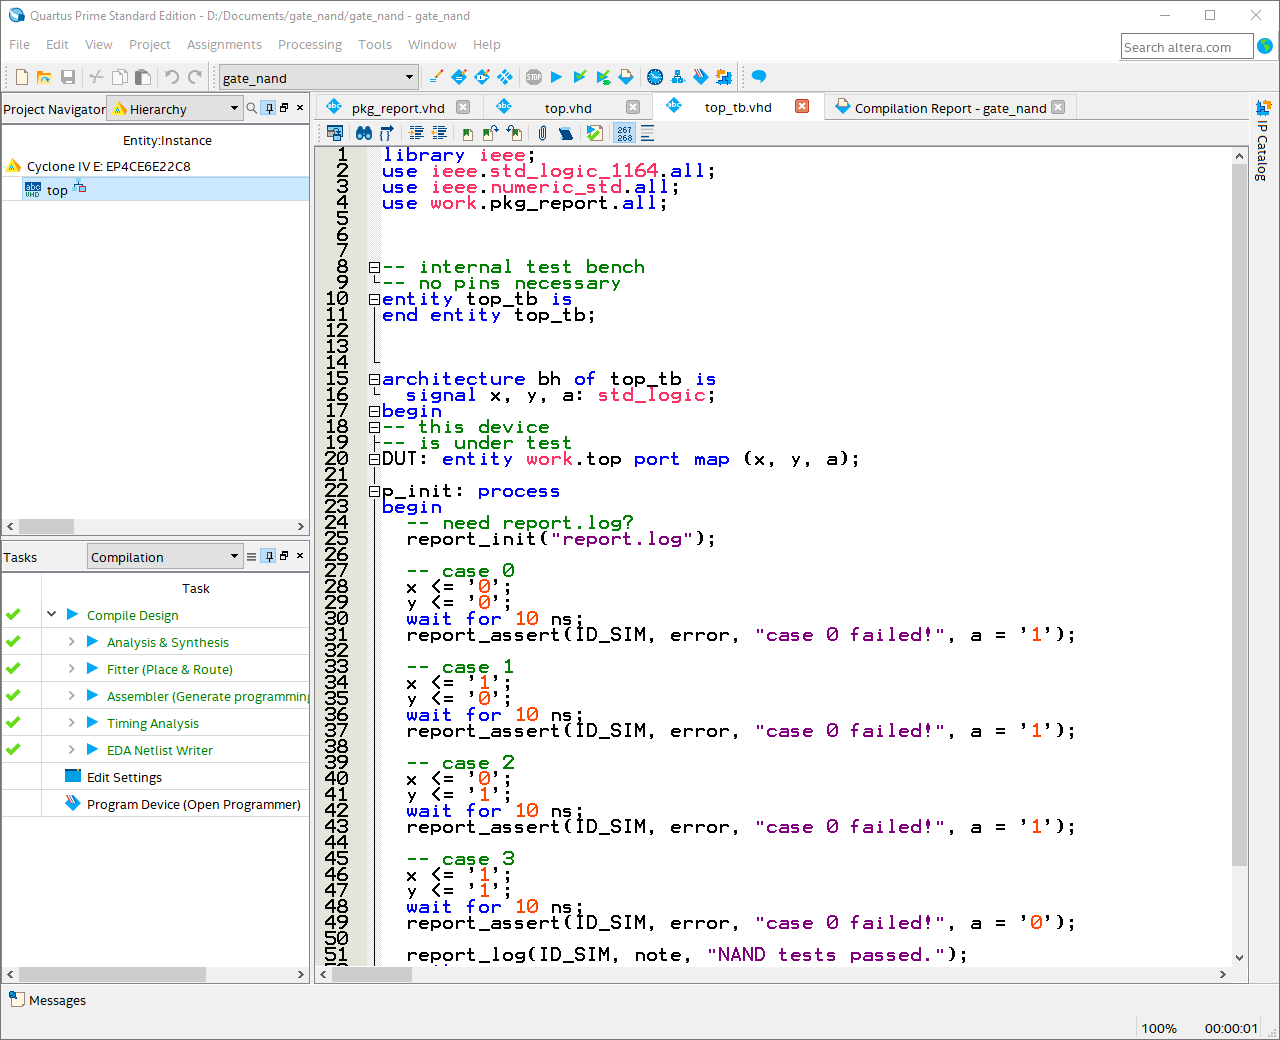 Quartus Prime Standard Edition - D:/Documents/gate_nand/gate_nand - gate_nand
File Edit View Project Assignments Processing Tools Window Help
Search altera.com
gate_nand
STOP
Project Navigator Hierarchy
Entity:Instance
Cyclone IV E: EP4CE6E22C8
abc VHD top
Tasks Compilation
Task
Compile Design
Analysis & Synthesis
Fitter (Place & Route)
Assembler (Generate programming
Timing Analysis
EDA Netlist Writer
Edit Settings
Program Device (Open Programmer)
pkg_report.vhd top.vhd top_tb.vhd Compilation Report - gate_nand
267 268
1 library ieee;
2 use ieee.std_logic_1164.all;
3 use ieee.numeric_std.all;
4 use work.pkg_report.all;
5
6
7
8 -- internal test bench
9 -- no pins necessary
10 entity top_tb is
11 end entity top_tb;
12
13
14
15 architecture bh of top_tb is
16 signal x, y, a: std_logic;
17 begin
18 -- this device
19 -- is under test
20 DUT: entity work.top port map (x, y, a);
21
22 p_init: process
23 begin
24 -- need report.log?
25 report_init("report.log");
26
27 -- case 0
28 x <= '0';
29 y <= '0';
30 wait for 10 ns;
31 report_assert(ID_SIM, error, "case 0 failed!", a = '1');
32
33 -- case 1
34 x <= '1';
35 y <= '0';
36 wait for 10 ns;
37 report_assert(ID_SIM, error, "case 0 failed!", a = '1');
38
39 -- case 2
40 x <= '0';
41 y <= '1';
42 wait for 10 ns;
43 report_assert(ID_SIM, error, "case 0 failed!", a = '1');
44
45 -- case 3
46 x <= '1';
47 y <= '1';
48 wait for 10 ns;
49 report_assert(ID_SIM, error, "case 0 failed!", a = '0');
50
51 report_log(ID_SIM, note, "NAND tests passed.");
IP Catalog
Messages
100% 00:00:01